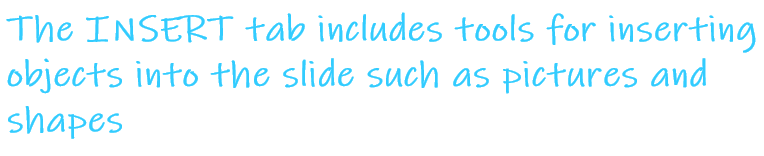 The INSERT tab includes tools for inserting
objects into the slide such as pictures and
shapes